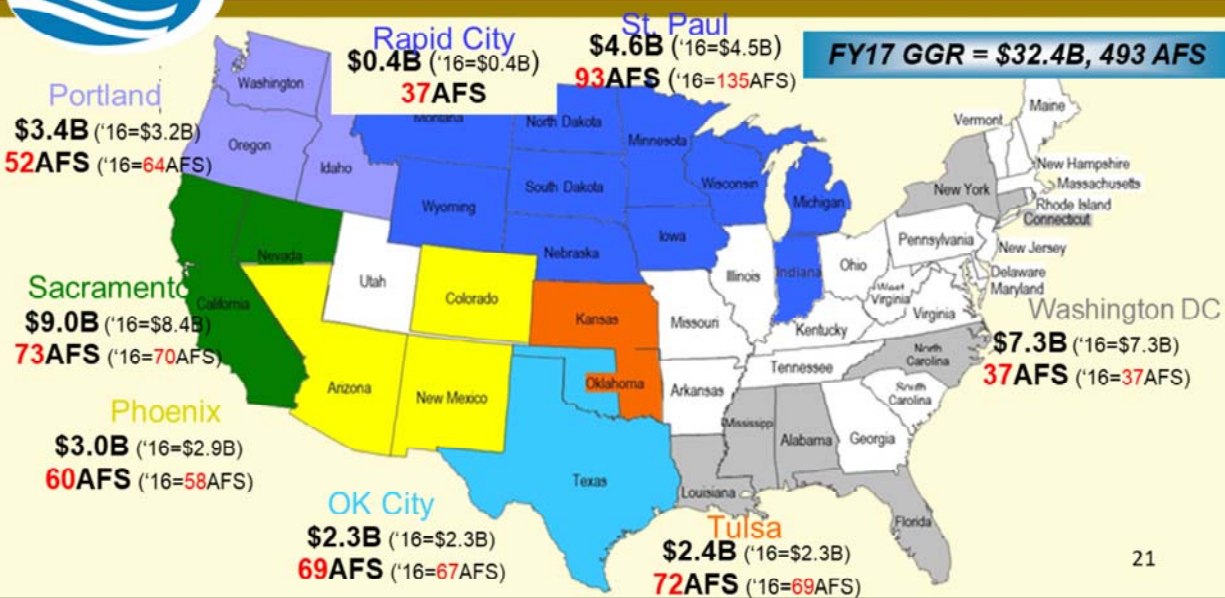 Rapid City
$0.4B ('16=$0.4B)
37AFS
St. Paul
$4.6B ('16=$4.5B)
93AFS ('16=135AFS)
FY17 GGR = $32.4B, 493 AFS
Portland
$3.4B ('16=$3.2B)
52AFS ('16=64AFS)
Sacramento
$9.0B ('16=$8.4B)
73AFS ('16=70AFS)
Phoenix
$3.0B ('16=$2.9B)
60AFS ('16=58AFS)
OK City
$2.3B ('16=$2.3B)
69AFS ('16=67AFS)
Tulsa
$2.4B ('16=$2.3B)
72AFS ('16=69AFS)
Washington DC
$7.3B ('16=$7.3B)
37AFS ('16=37AFS)
Washington
Oregon
Idaho
Montana
North Dakota
Minnesota
South Dakota
Wisconsin
Michigan
Wyoming
Nebraska
Iowa
Nevada
California
Utah
Colorado
Arizona
New Mexico
Kansas
Oklahoma
Texas
Missouri
Arkansas
Louisiana
Illinois
Indiana
Ohio
Kentucky
Tennessee
Mississippi
Alabama
Georgia
Florida
South
Carolina
North
Carolina
Virginia
West
Virginia
Pennsylvania
New York
Vermont
Maine
New Hampshire
Massachusetts
Rhode Island
Connecticut
New Jersey
Delaware
Maryland
21